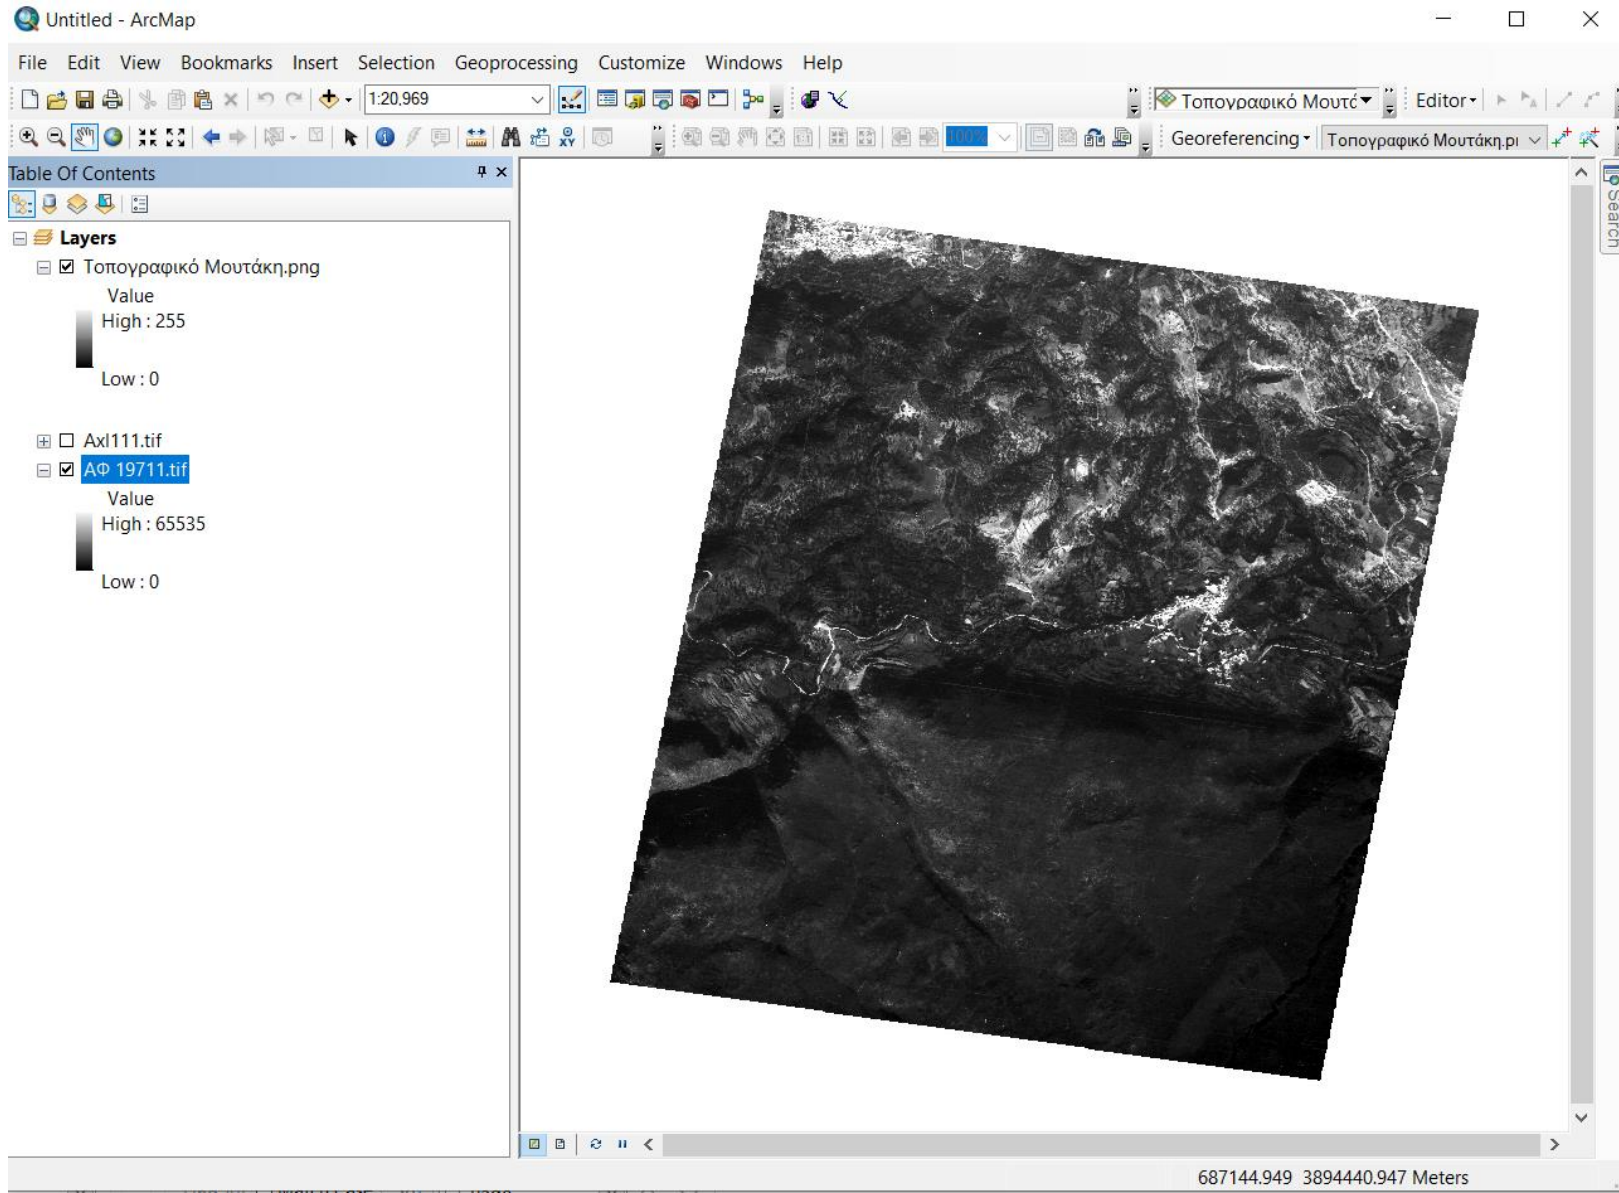 Untitled - ArcMap
File Edit View Bookmarks Insert Selection Geoprocessing Customize Windows Help
1:20,969
Τοπογραφικό Μουτά
Editor
100%
Georeferencing
Τοπογραφικό Μουτάκη.pr
Table Of Contents
Search
Layers
Τοπογραφικό Μουτάκη.png
Value
High : 255
Low : 0
Axl111.tif
ΑΦ 19711.tif
Value
High : 65535
Low : 0
687144.949 3894440.947 Meters